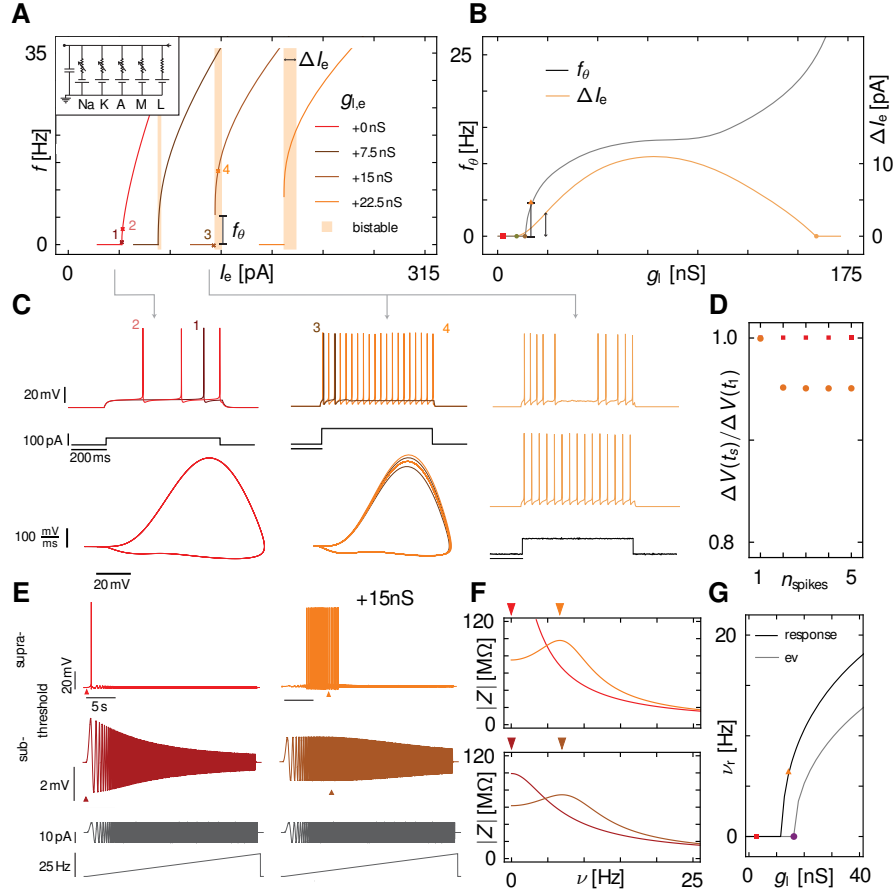 A
35
f [Hz]
0
Na K A M L
ΔI_e
g_l,e
+0 nS
+7.5 nS
+15 nS
+22.5 nS
bistable
1
2
3
4
f_θ
0
I_e [pA]
315
B
25
f_θ [Hz]
0
f_θ
ΔI_e
20
10
0
ΔI_e [pA]
0
g_l [nS]
175
C
2
1
3
4
20 mV
100 pA
200 ms
100 mV/ms
20 mV
D
1.0
0.8
ΔV(t_s)/ΔV(t_1)
1
n_spikes
5
E
+15nS
supra-
threshold
sub-
20 mV
5 s
2 mV
10 pA
25 Hz
F
120
|Z| [MΩ]
0
120
|Z| [MΩ]
0
0
ν [Hz]
25
G
20
ν_r [Hz]
0
response
ev
0
g_l [nS]
40